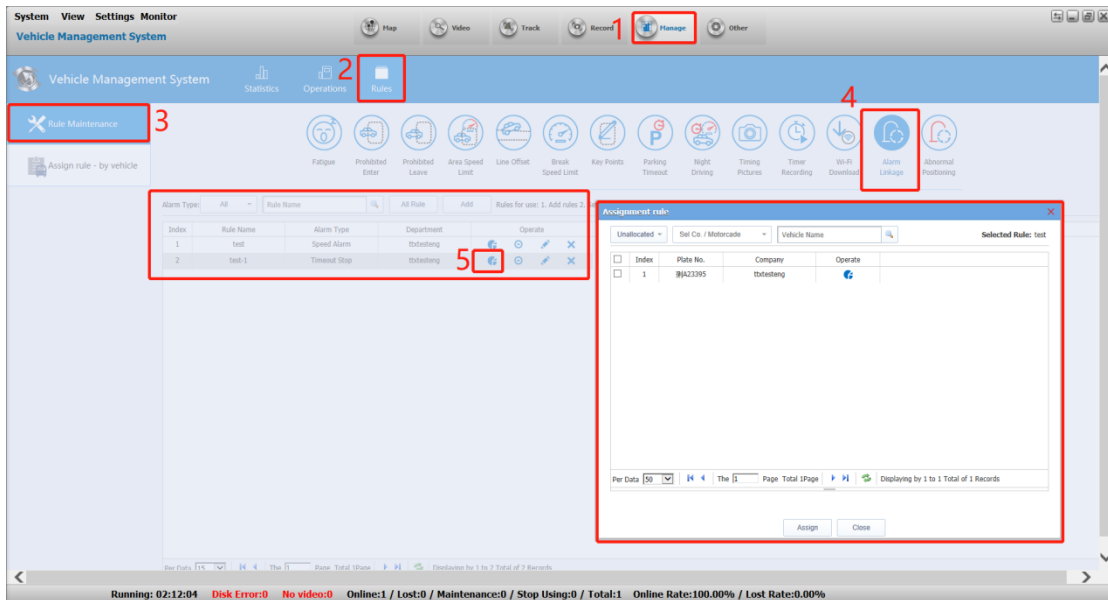 System View Settings Monitor
Vehicle Management System
Map
Video
Track
Record
1
Manage
Other
Vehicle Management System
Statistics
Operations
2
Rules
3
Rule Maintenance
Assign rule - by vehicle
4
Fatigue
Prohibited Enter
Prohibited Leave
Area Speed Limit
Line Offset
Break Speed Limit
Key Points
Parking Timeout
Night Driving
Timing Pictures
Timer Recording
Wi-Fi Download
Alarm Linkage
Abnormal Positioning
Alarm Type: All Rule Name All Rule Add Rules for use: 1. Add rules 2.
Index Rule Name Alarm Type Department Operate
1 test Speed Alarm ttxtesteng
2 test-1 Timeout Stop ttxtesteng
5
Assignment rule
Unallocated Sel Co. / Motorcade Vehicle Name Selected Rule: test
Index Plate No. Company Operate
1 A23395 ttxtesteng
Per Data 50 The 1 Page Total 1Page Displaying by 1 to 1 Total of 1 Records
Assign Close
Per Data 15 The 1 Page Total 1Page Displaying by 1 to 2 Total of 2 Records
Running: 02:12:04 Disk Error:0 No video:0 Online:1 / Lost:0 / Maintenance:0 / Stop Using:0 / Total:1 Online Rate:100.00% / Lost Rate:0.00%